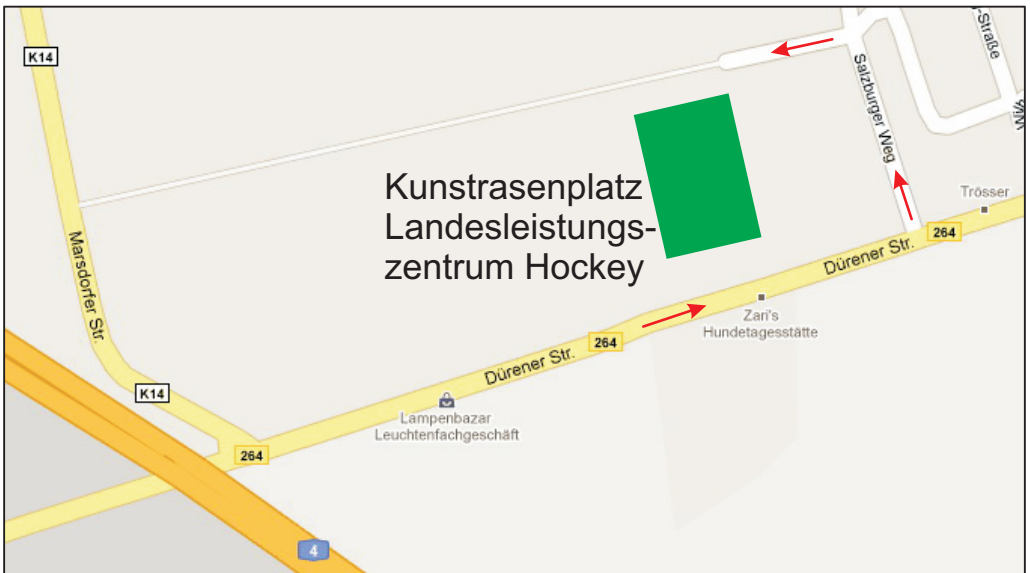 K14
Salzburger Weg
-Straße
Kunstrasenplatz
Landesleistungs-
zentrum Hockey
Trösser
264
Dürener Str.
Marsdorfer Str.
Zari's
Hundetagesstätte
264
Dürener Str.
K14
Lampenbazar
Leuchtenfachgeschäft
264
4